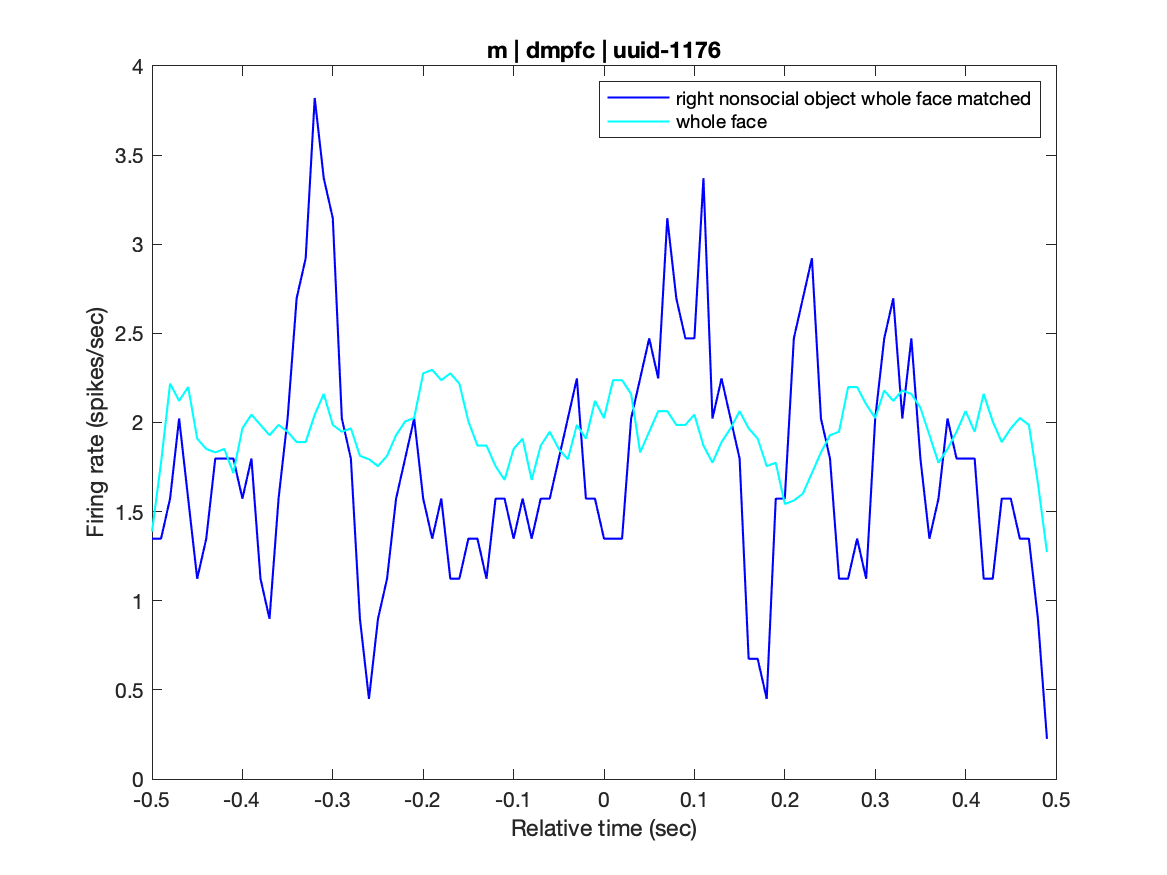 m | dmpfc | uuid-1176
right nonsocial object whole face matched
whole face
4
3.5
3
2.5
2
1.5
1
0.5
0
Firing rate (spikes/sec)
-0.5 -0.4 -0.3 -0.2 -0.1 0 0.1 0.2 0.3 0.4 0.5
Relative time (sec)